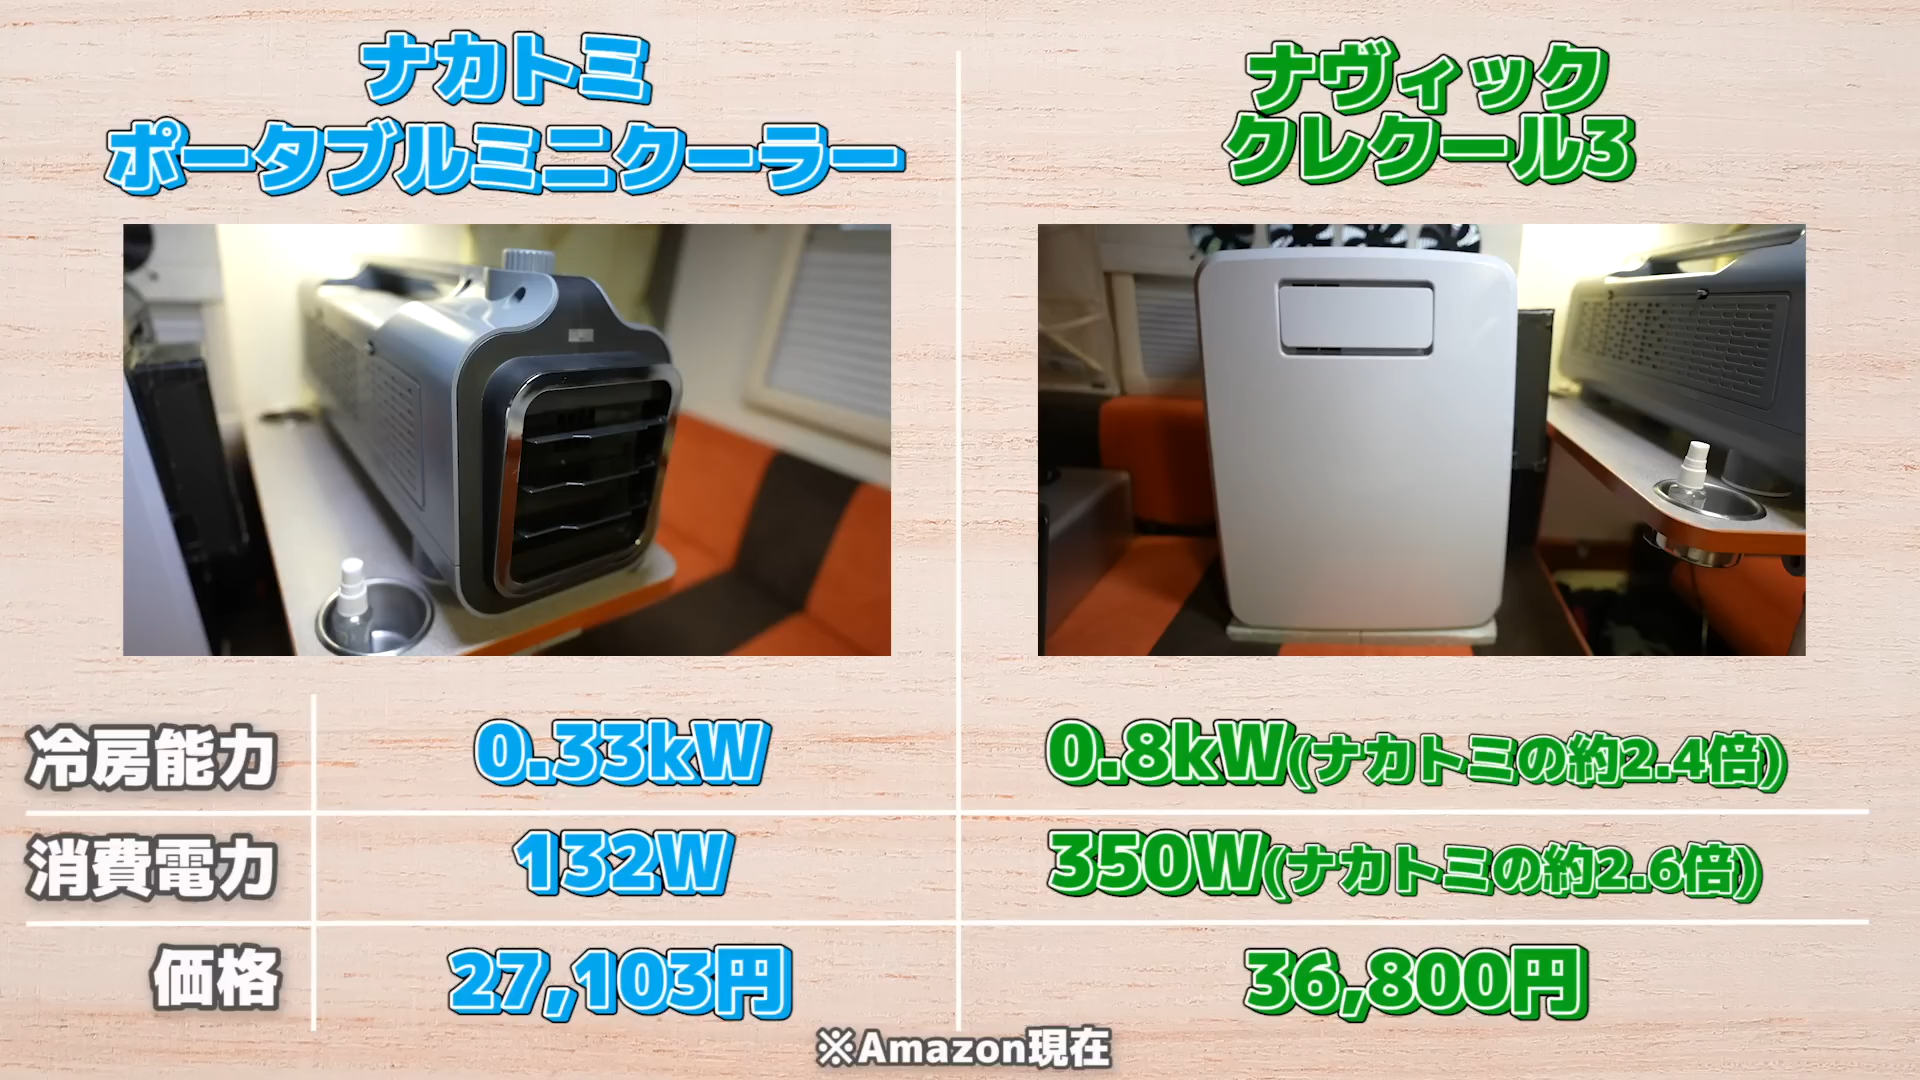 ナカトミ
ポータブルミニクーラー
ナヴィック
クレクール3
冷房能力
0.33kW
0.8kW(ナカトミの約2.4倍)
消費電力
132W
350W(ナカトミの約2.6倍)
価格
27,103円
36,800円
※Amazon現在